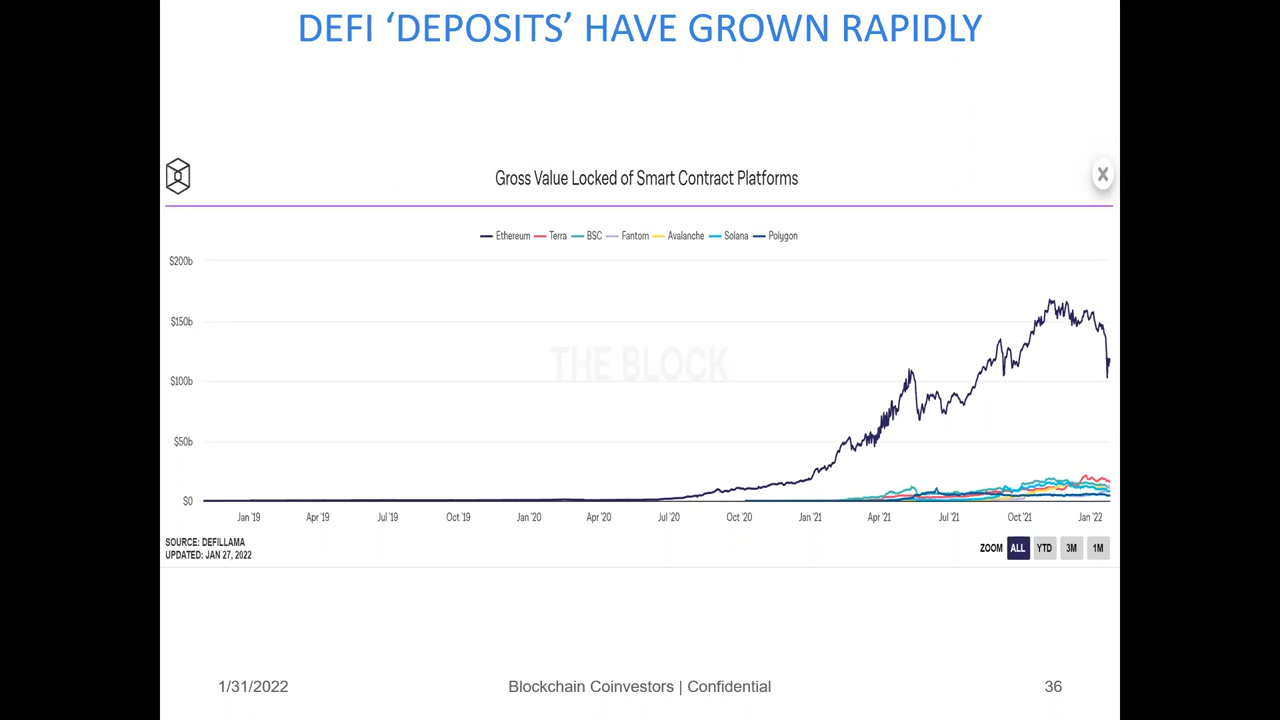 DEFI ‘DEPOSITS’ HAVE GROWN RAPIDLY
Gross Value Locked of Smart Contract Platforms
X
Ethereum Terra BSC Fantom Avalanche Solana Polygon
$200b
$150b
THE BLOCK
$100b
$50b
$0
Jan '19 Apr '19 Jul '19 Oct '19 Jan '20 Apr '20 Jul '20 Oct '20 Jan '21 Apr '21 Jul '21 Oct '21 Jan '22
SOURCE: DEFILLAMA
UPDATED: JAN 27, 2022
ZOOM ALL YTD 3M 1M
1/31/2022 Blockchain Coinvestors | Confidential 36